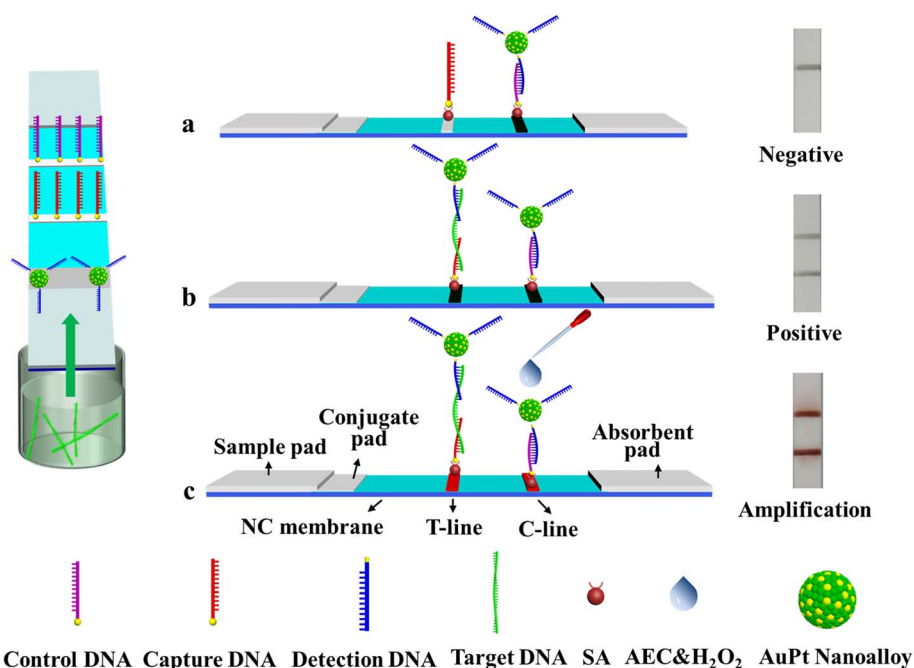 a
Negative
b
Positive
Conjugate
pad
Sample pad
Absorbent
pad
c
NC membrane
T-line
C-line
Amplification
Control DNA Capture DNA Detection DNA Target DNA SA AEC&H₂O₂ AuPt Nanoalloy